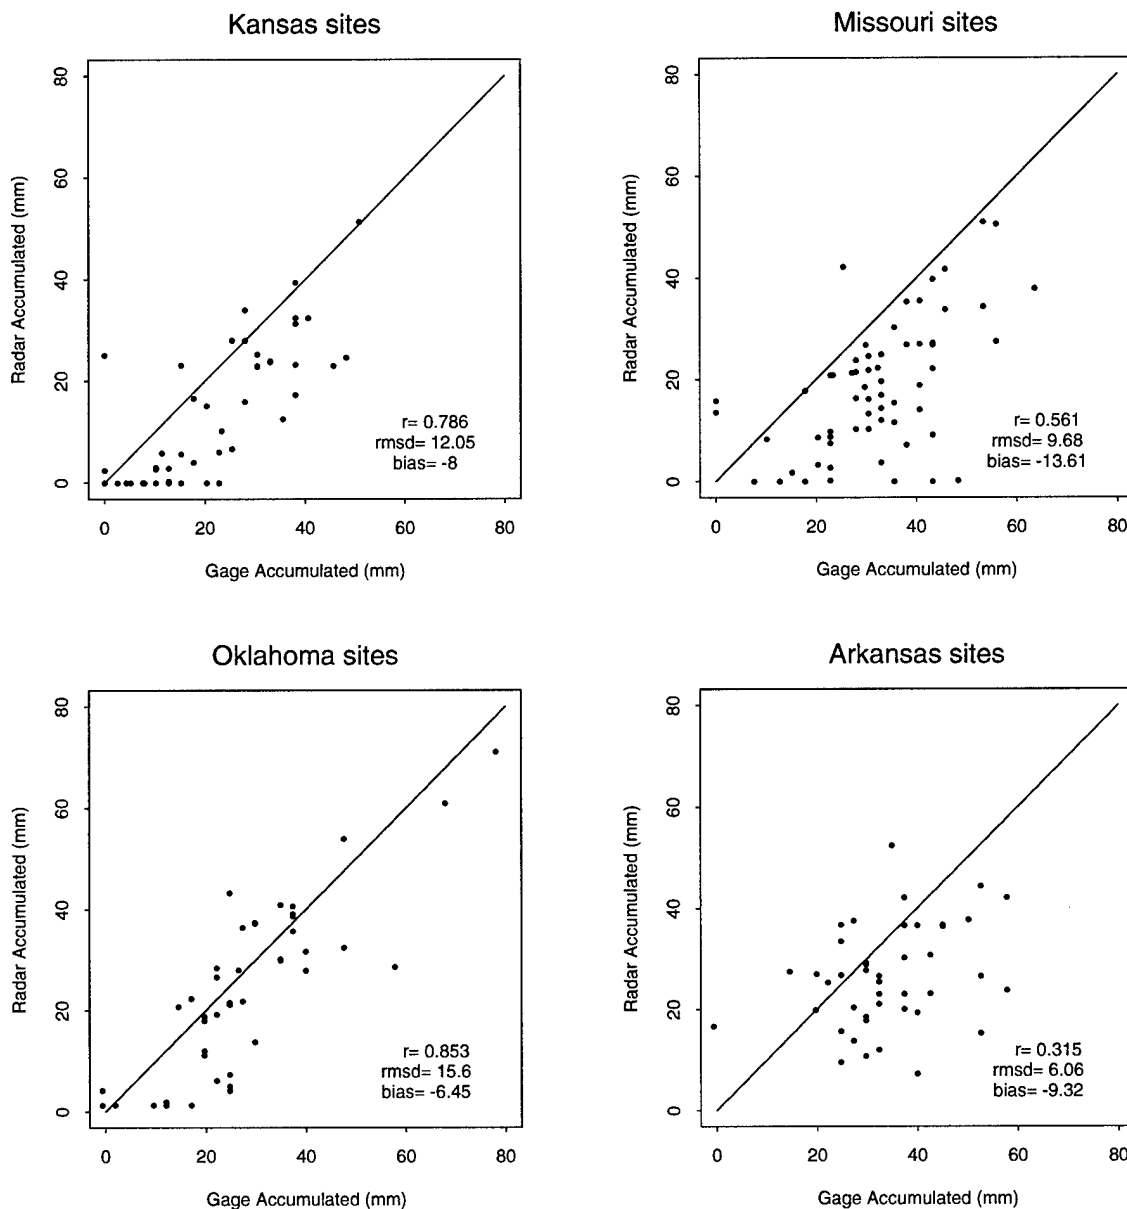 Kansas sites
Radar Accumulated (mm)
80
60
40
20
0
r= 0.786
rmsd= 12.05
bias= -8
0 20 40 60 80
Gage Accumulated (mm)
Missouri sites
Radar Accumulated (mm)
80
60
40
20
0
r= 0.561
rmsd= 9.68
bias= -13.61
0 20 40 60 80
Gage Accumulated (mm)
Oklahoma sites
Radar Accumulated (mm)
80
60
40
20
0
r= 0.853
rmsd= 15.6
bias= -6.45
0 20 40 60 80
Gage Accumulated (mm)
Arkansas sites
Radar Accumulated (mm)
80
60
40
20
0
r= 0.315
rmsd= 6.06
bias= -9.32
0 20 40 60 80
Gage Accumulated (mm)